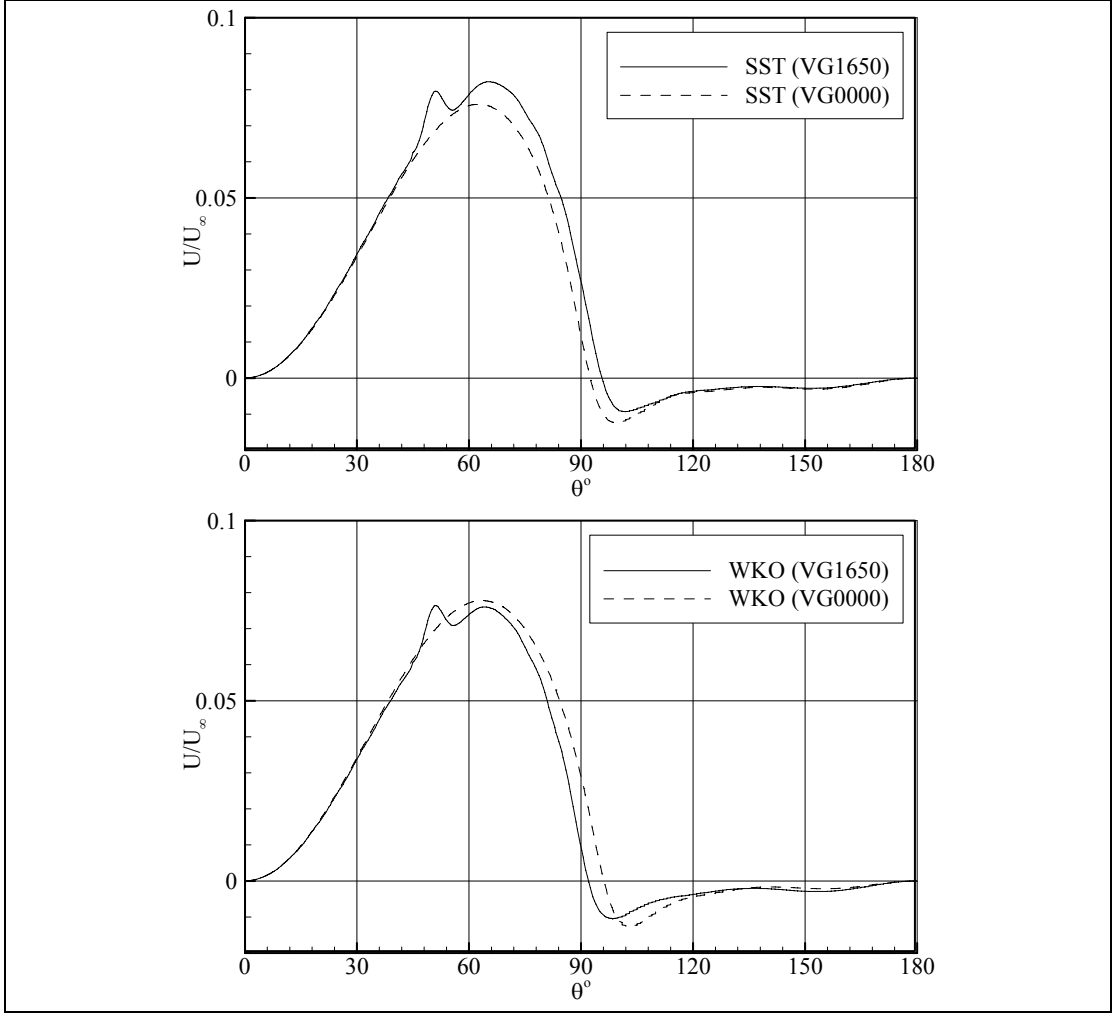 0.1
SST (VG1650)
SST (VG0000)
0.05
U/U∞
0
0 30 60 90 120 150 180
θ°
0.1
WKO (VG1650)
WKO (VG0000)
0.05
U/U∞
0
0 30 60 90 120 150 180
θ°